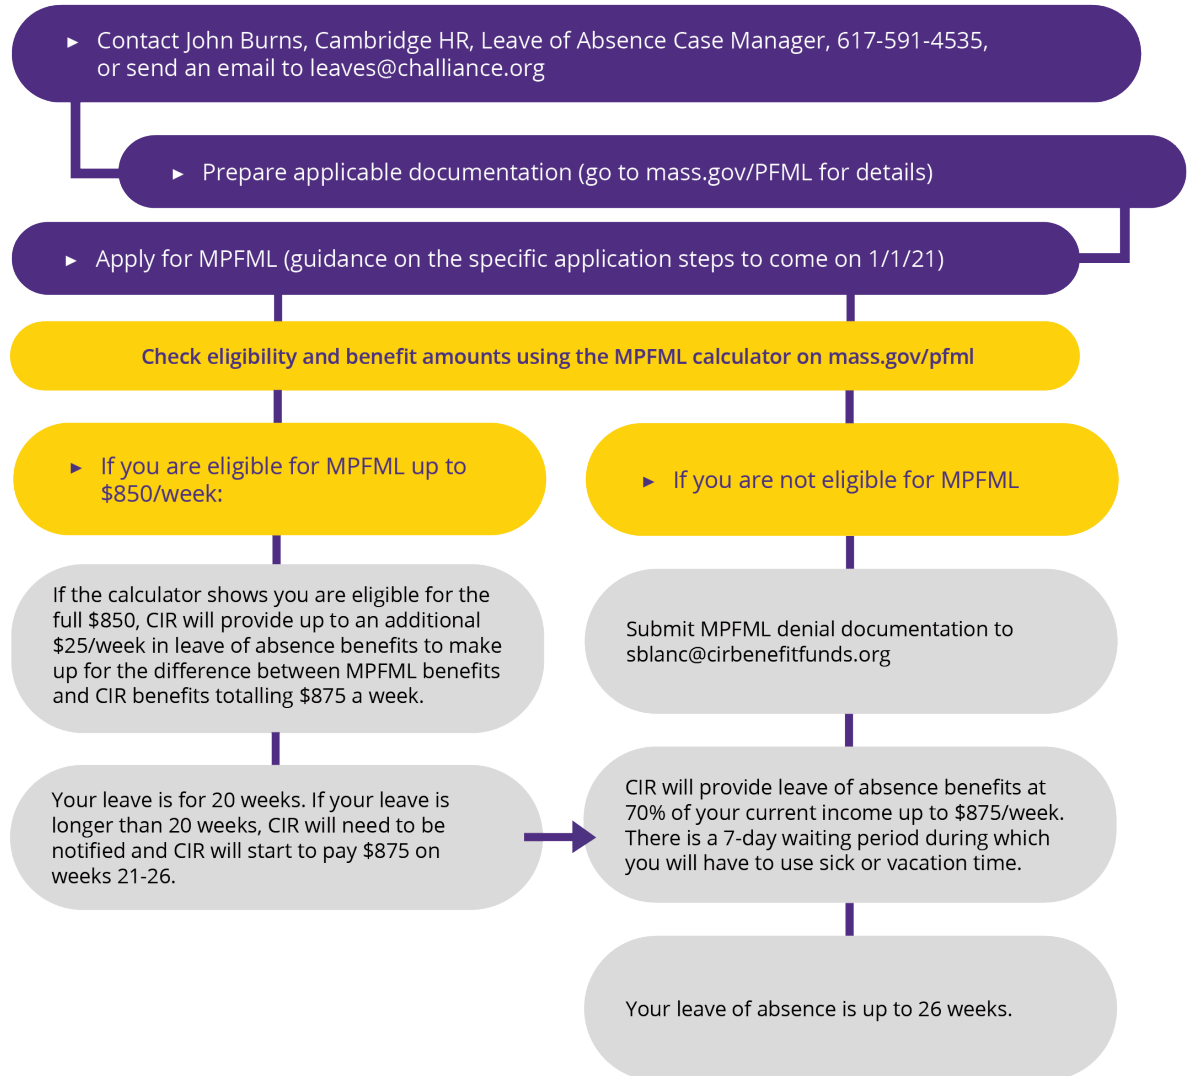 ▸ Contact John Burns, Cambridge HR, Leave of Absence Case Manager, 617-591-4535,
or send an email to leaves@challiance.org
▸ Prepare applicable documentation (go to mass.gov/PFML for details)
▸ Apply for MPFML (guidance on the specific application steps to come on 1/1/21)
Check eligibility and benefit amounts using the MPFML calculator on mass.gov/pfml
▸ If you are eligible for MPFML up to
$850/week:
If the calculator shows you are eligible for the
full $850, CIR will provide up to an additional
$25/week in leave of absence benefits to make
up for the difference between MPFML benefits
and CIR benefits totalling $875 a week.
Your leave is for 20 weeks. If your leave is
longer than 20 weeks, CIR will need to be
notified and CIR will start to pay $875 on
weeks 21-26.
▸ If you are not eligible for MPFML
Submit MPFML denial documentation to
sblanc@cirbenefitfunds.org
CIR will provide leave of absence benefits at
70% of your current income up to $875/week.
There is a 7-day waiting period during which
you will have to use sick or vacation time.
Your leave of absence is up to 26 weeks.